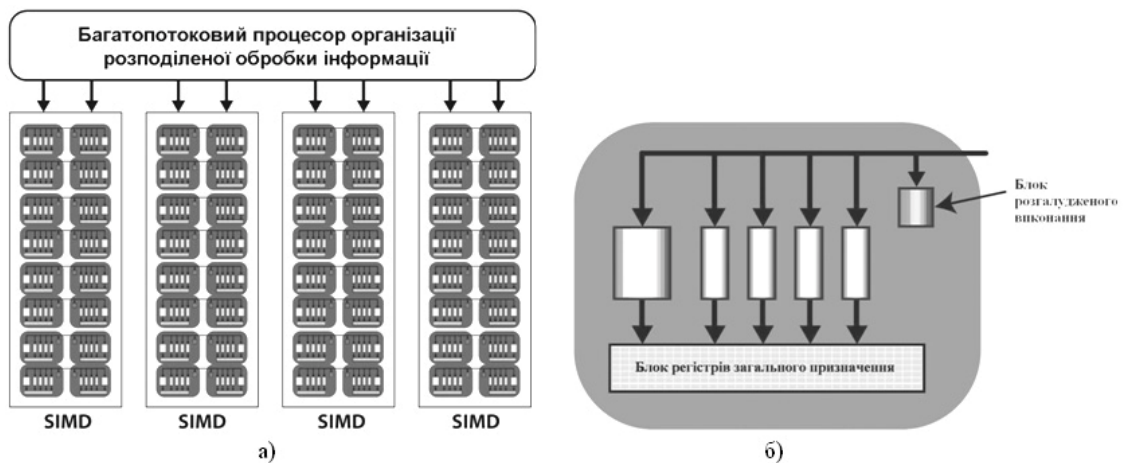 Багатопотоковий процесор організації
розподіленої обробки інформації
SIMD
SIMD
SIMD
SIMD
а)
Блок
розгалудженого
виконання
Блок регістрів загального призначення
б)